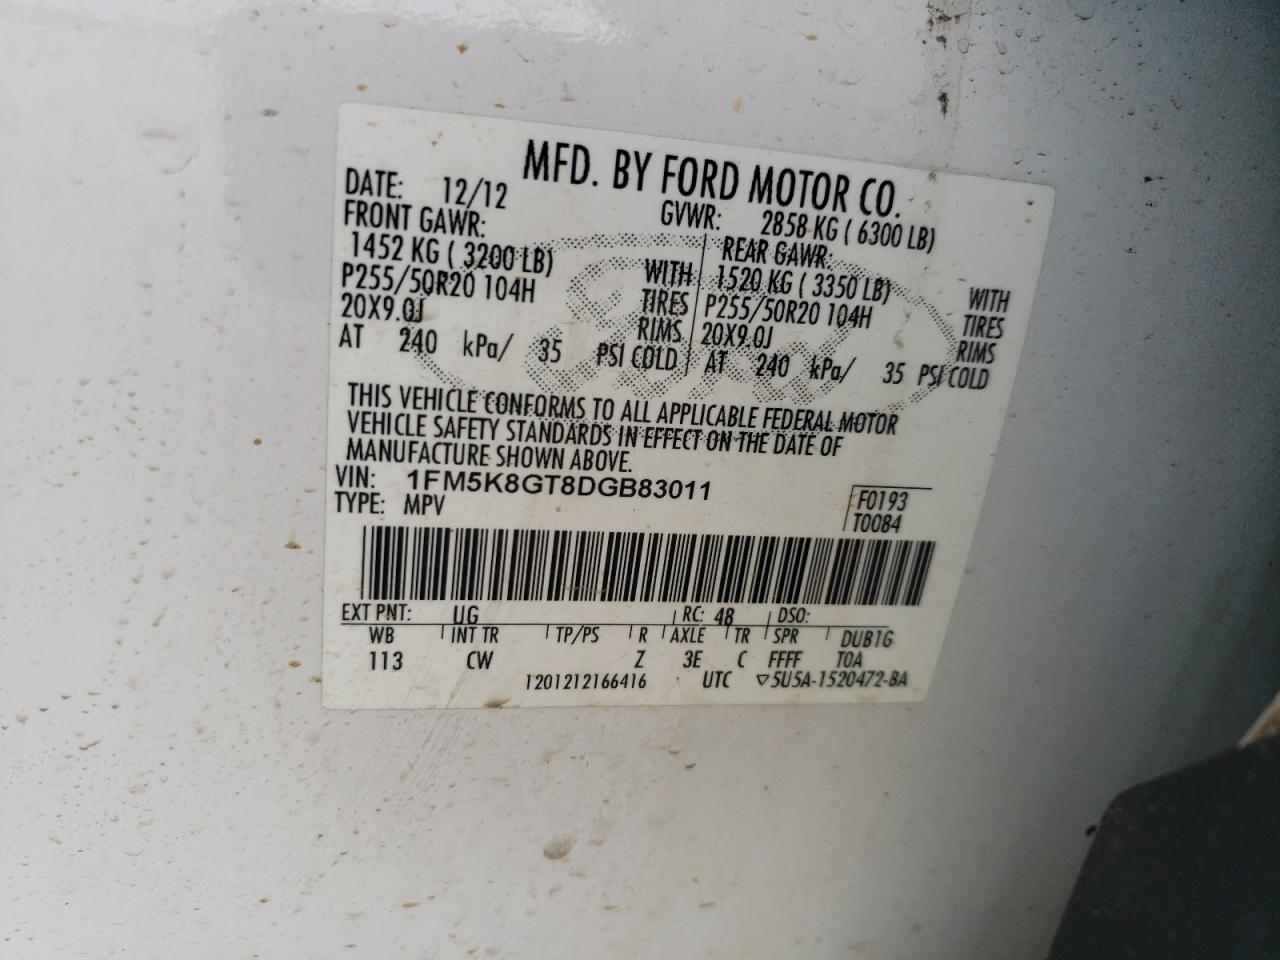 MFD. BY FORD MOTOR CO.
DATE: 12/12 GVWR: 2858 KG ( 6300 LB)
FRONT GAWR: REAR GAWR:
1452 KG ( 3200 LB) WITH 1520 KG ( 3350 LB) WITH
P255/50R20 104H TIRES P255/50R20 104H TIRES
20X9.0J RIMS 20X9.0J RIMS
AT 240 kPa/ 35 PSI COLD AT 240 kPa/ 35 PSI COLD
THIS VEHICLE CONFORMS TO ALL APPLICABLE FEDERAL MOTOR
VEHICLE SAFETY STANDARDS IN EFFECT ON THE DATE OF
MANUFACTURE SHOWN ABOVE.
VIN: 1FM5K8GT8DGB83011
TYPE: MPV
F0193
T0084
EXT PNT: UG RC: 48 DSO:
WB INT TR TP/PS R AXLE TR SPR DUB1G
113 CW Z 3E C FFFF T0A
1201212166416 UTC ▽5U5A-1520472-BA